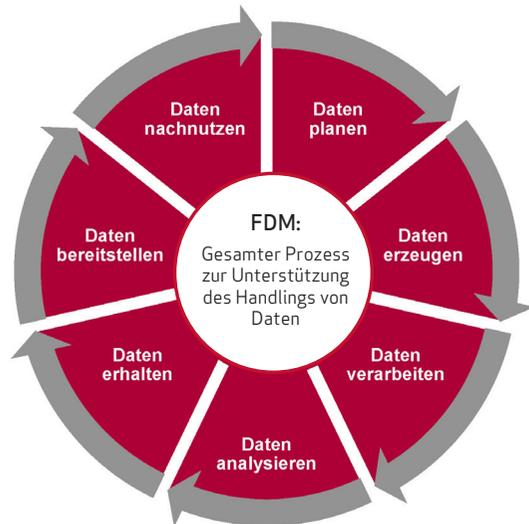 Daten
planen
Daten
erzeugen
Daten
verarbeiten
Daten
analysieren
Daten
erhalten
Daten
bereitstellen
Daten
nachnutzen
FDM:
Gesamter Prozess
zur Unterstützung
des Handlings von
Daten